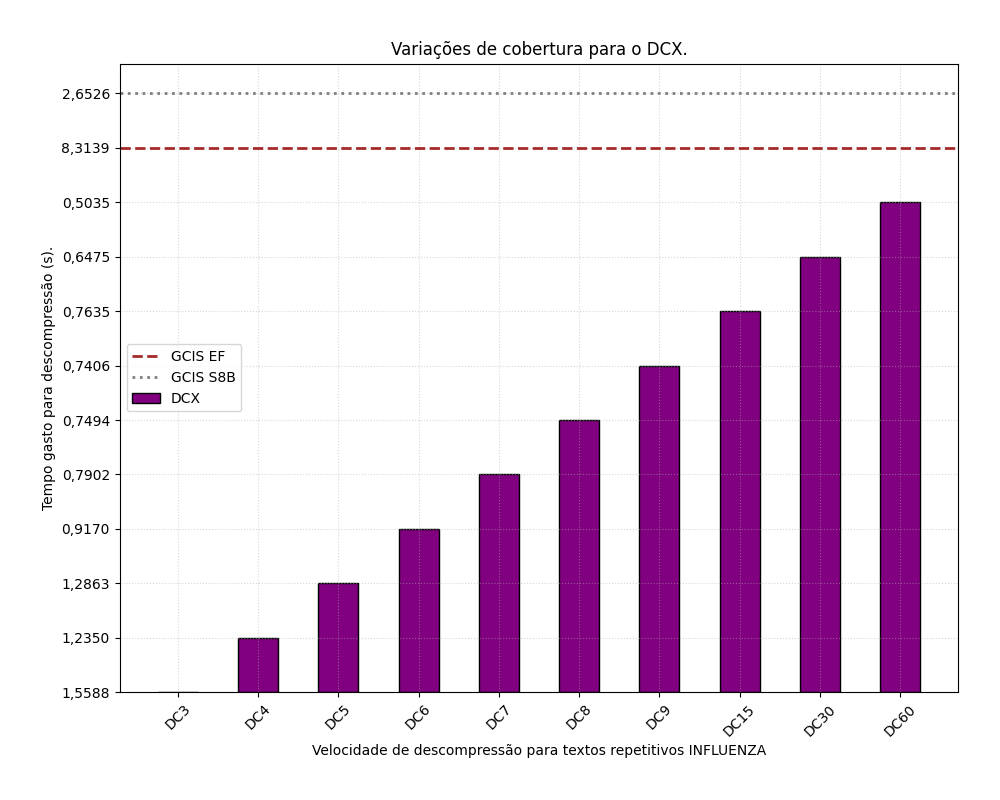 Variações de cobertura para o DCX.
Tempo gasto para descompressão (s).
2,6526
8,3139
0,5035
0,6475
0,7635
0,7406
0,7494
0,7902
0,9170
1,2863
1,2350
1,5588
GCIS EF
GCIS S8B
DCX
DC3
DC4
DC5
DC6
DC7
DC8
DC9
DC15
DC30
DC60
Velocidade de descompressão para textos repetitivos INFLUENZA